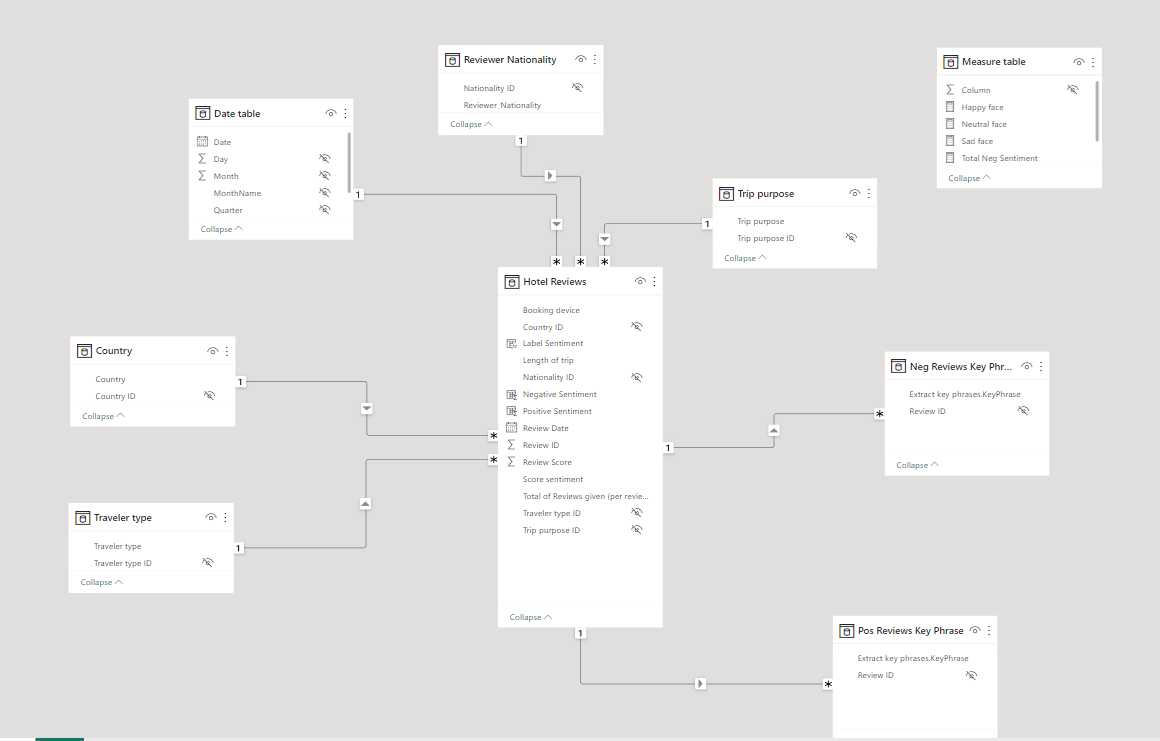 Reviewer Nationality
Nationality ID
Reviewer Nationality
Collapse
1
Measure table
Column
Happy face
Neutral face
Sad face
Total Neg Sentiment
Collapse
Date table
Date
Day
Month
MonthName
Quarter
Collapse
1
Trip purpose
Trip purpose
Trip purpose ID
Collapse
1
* * *
Hotel Reviews
Booking device
Country ID
Label Sentiment
Length of trip
Nationality ID
Negative Sentiment
Positive Sentiment
Review Date
Review ID
Review Score
Score sentiment
Total of Reviews given (per revie...
Traveler type ID
Trip purpose ID
Collapse
1
1
*
*
Country
Country
Country ID
Collapse
1
Neg Reviews Key Phr...
Extract key phrases.KeyPhrase
Review ID
Collapse
*
Traveler type
Traveler type
Traveler type ID
Collapse
1
Pos Reviews Key Phrase
Extract key phrases.KeyPhrase
Review ID
*